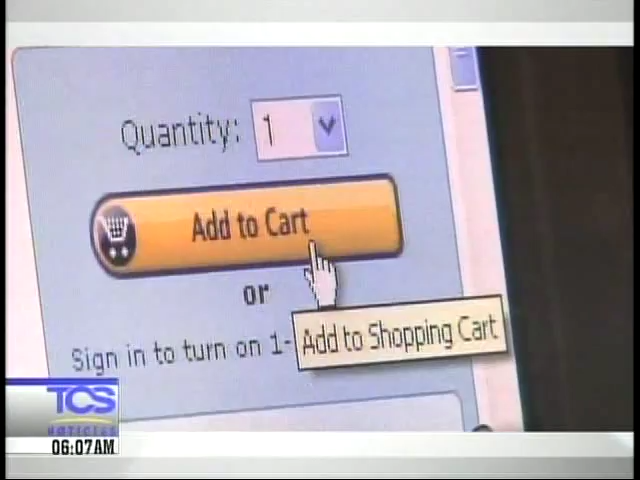 Quantity: 1
Add to Cart
or
Sign in to turn on 1-
Add to Shopping Cart
TCS
NOTICIAS
06:07AM